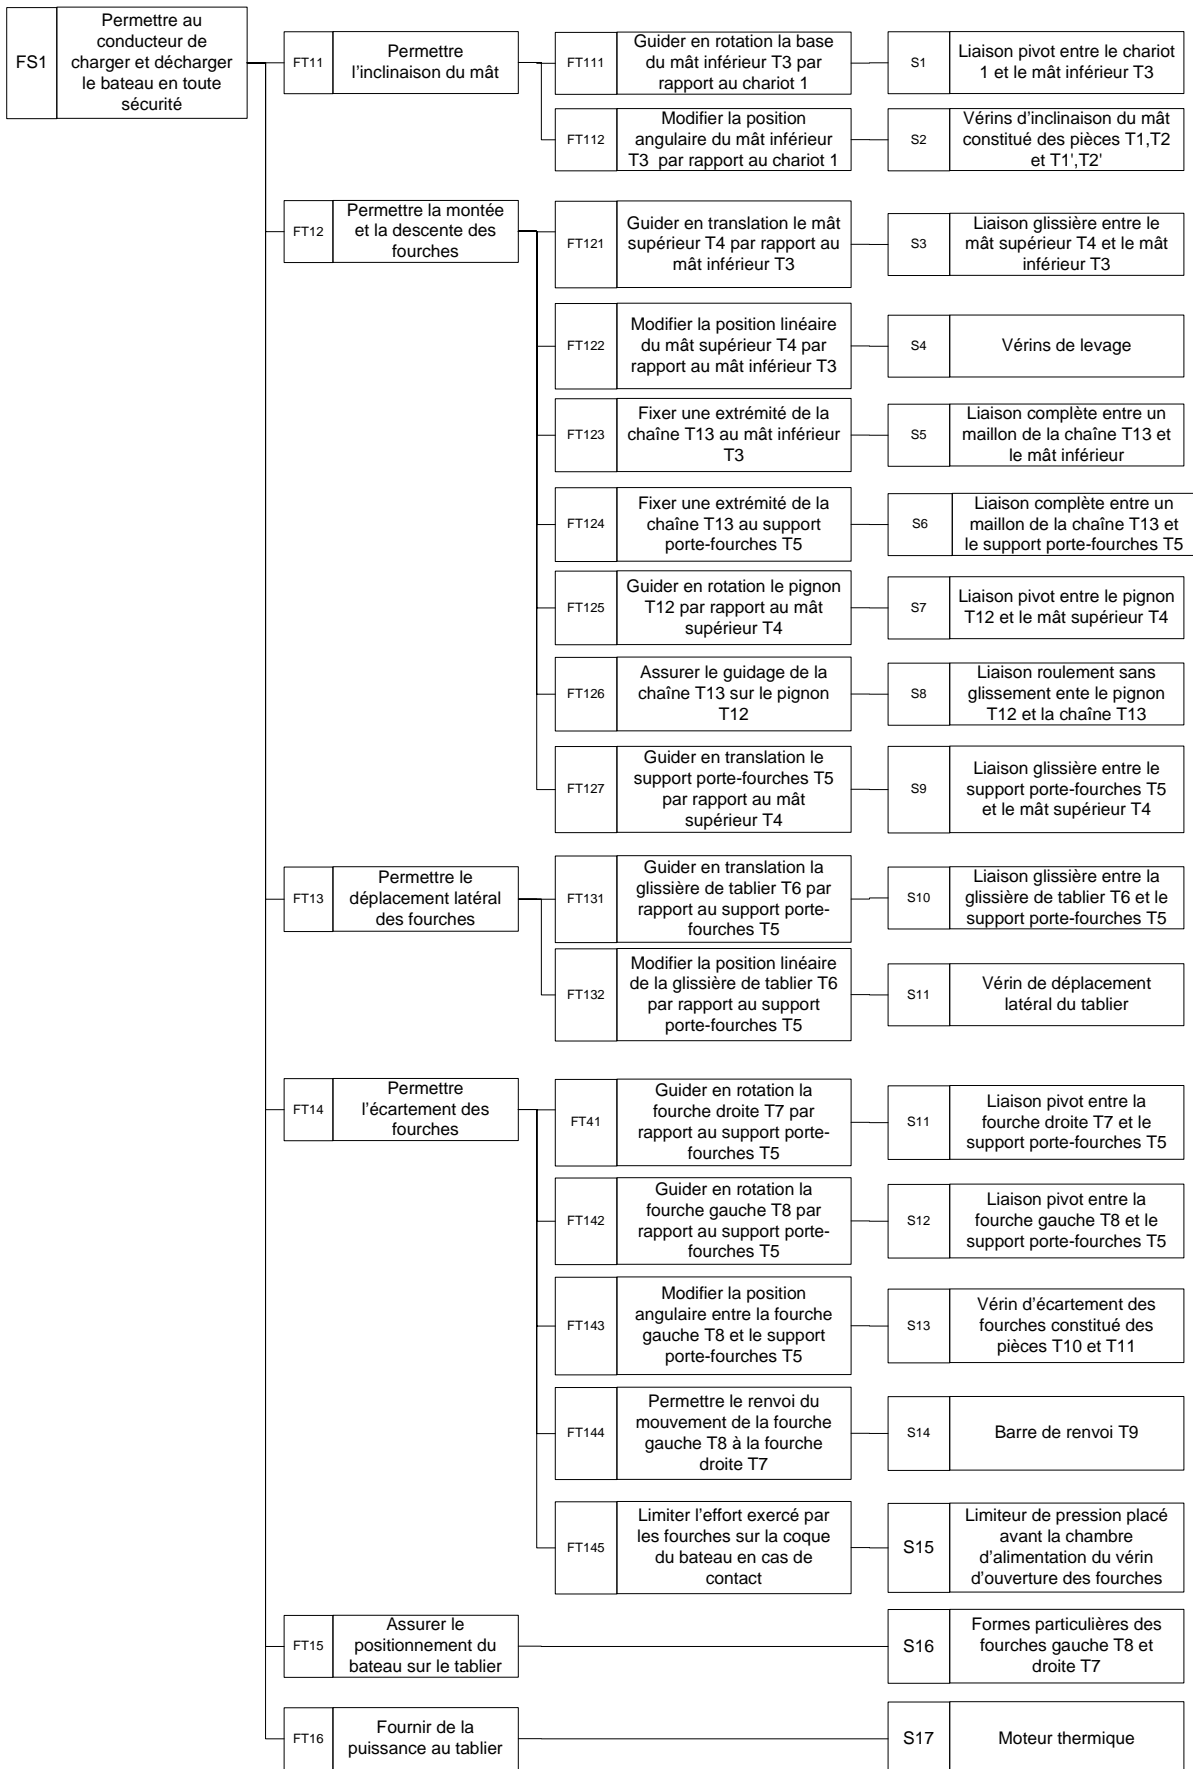 FS1
Permettre au
conducteur de
charger et décharger
le bateau en toute
sécurité
FT11
Permettre
l'inclinaison du mât
FT111
Guider en rotation la base
du mât inférieur T3 par
rapport au chariot 1
S1
Liaison pivot entre le chariot
1 et le mât inférieur T3
FT112
Modifier la position
angulaire du mât inférieur
T3 par rapport au chariot 1
S2
Vérins d'inclinaison du mât
constitué des pièces T1,T2
et T1',T2'
FT12
Permettre la montée
et la descente des
fourches
FT121
Guider en translation le mât
supérieur T4 par rapport au
mât inférieur T3
S3
Liaison glissière entre le
mât supérieur T4 et le mât
inférieur T3
FT122
Modifier la position linéaire
du mât supérieur T4 par
rapport au mât inférieur T3
S4
Vérins de levage
FT123
Fixer une extrémité de la
chaîne T13 au mât inférieur
T3
S5
Liaison complète entre un
maillon de la chaîne T13 et
le mât inférieur
FT124
Fixer une extrémité de la
chaîne T13 au support
porte-fourches T5
S6
Liaison complète entre un
maillon de la chaîne T13 et
le support porte-fourches T5
FT125
Guider en rotation le pignon
T12 par rapport au mât
supérieur T4
S7
Liaison pivot entre le pignon
T12 et le mât supérieur T4
FT126
Assurer le guidage de la
chaîne T13 sur le pignon
T12
S8
Liaison roulement sans
glissement ente le pignon
T12 et la chaîne T13
FT127
Guider en translation le
support porte-fourches T5
par rapport au mât
supérieur T4
S9
Liaison glissière entre le
support porte-fourches T5
et le mât supérieur T4
FT13
Permettre le
déplacement latéral
des fourches
FT131
Guider en translation la
glissière de tablier T6 par
rapport au support porte-
fourches T5
S10
Liaison glissière entre la
glissière de tablier T6 et le
support porte-fourches T5
FT132
Modifier la position linéaire
de la glissière de tablier T6
par rapport au support
porte-fourches T5
S11
Vérin de déplacement
latéral du tablier
FT14
Permettre
l'écartement des
fourches
FT41
Guider en rotation la
fourche droite T7 par
rapport au support porte-
fourches T5
S11
Liaison pivot entre la
fourche droite T7 et le
support porte-fourches T5
FT142
Guider en rotation la
fourche gauche T8 par
rapport au support porte-
fourches T5
S12
Liaison pivot entre la
fourche gauche T8 et le
support porte-fourches T5
FT143
Modifier la position
angulaire entre la fourche
gauche T8 et le support
porte-fourches T5
S13
Vérin d'écartement des
fourches constitué des
pièces T10 et T11
FT144
Permettre le renvoi du
mouvement de la fourche
gauche T8 à la fourche
droite T7
S14
Barre de renvoi T9
FT145
Limiter l'effort exercé par
les fourches sur la coque
du bateau en cas de
contact
S15
Limiteur de pression placé
avant la chambre
d'alimentation du vérin
d'ouverture des fourches
FT15
Assurer le
positionnement du
bateau sur le tablier
S16
Formes particulières des
fourches gauche T8 et
droite T7
FT16
Fournir de la
puissance au tablier
S17
Moteur thermique